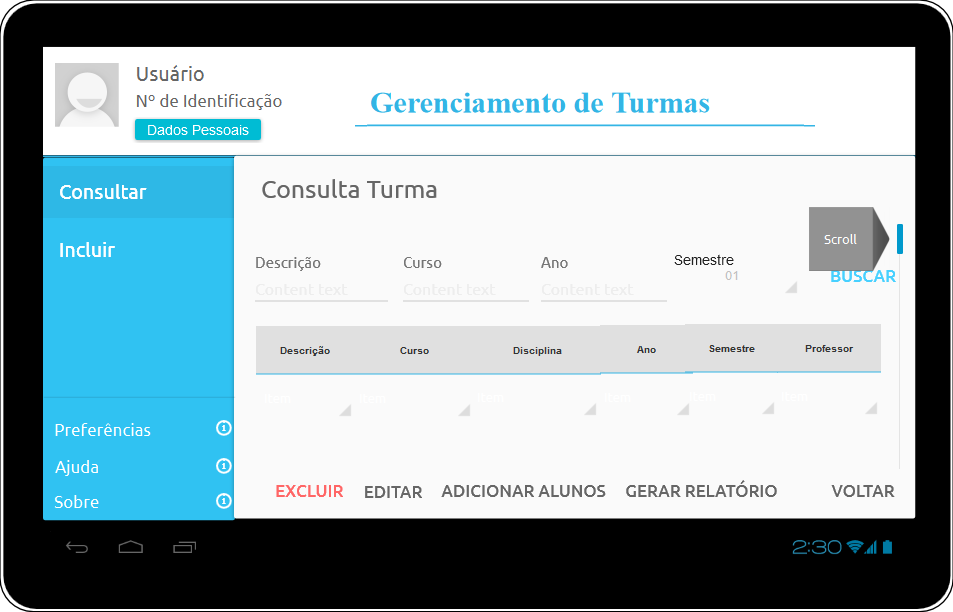 Usuário
Nº de Identificação
Dados Pessoais
Gerenciamento de Turmas
Consultar
Incluir
Preferências
Ajuda
Sobre
Consulta Turma
Scroll
Descrição Curso Ano Semestre
Content text Content text Content text 01
BUSCAR
Descrição Curso Disciplina Ano Semestre Professor
Item Item Item Item Item Item
EXCLUIR EDITAR ADICIONAR ALUNOS GERAR RELATÓRIO VOLTAR
2:30